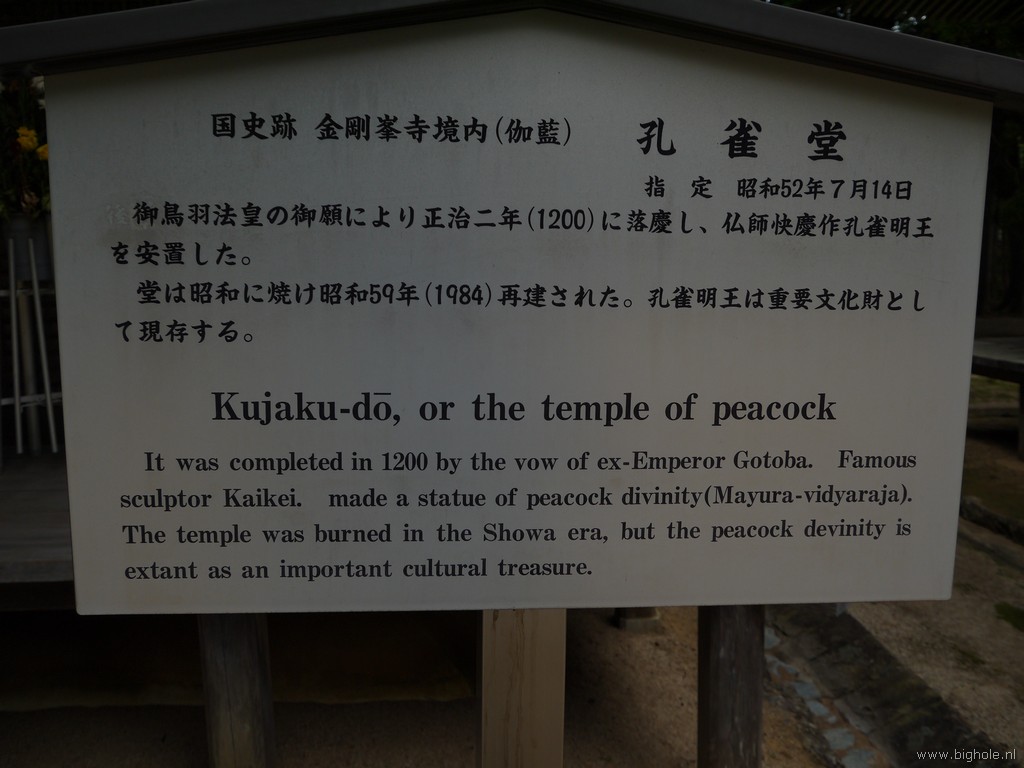 国史跡 金剛峯寺境内(伽藍) 孔雀堂
指定 昭和52年7月14日
御鳥羽法皇の御願により正治二年(1200)に落慶し、仏師快慶作孔雀明王
を安置した。
堂は昭和に焼け昭和59年(1984)再建された。孔雀明王は重要文化財とし
て現存する。
Kujaku-dō, or the temple of peacock
It was completed in 1200 by the vow of ex-Emperor Gotoba. Famous
sculptor Kaikei. made a statue of peacock divinity(Mayura-vidyaraja).
The temple was burned in the Showa era, but the peacock devinity is
extant as an important cultural treasure.
www.bighole.nl